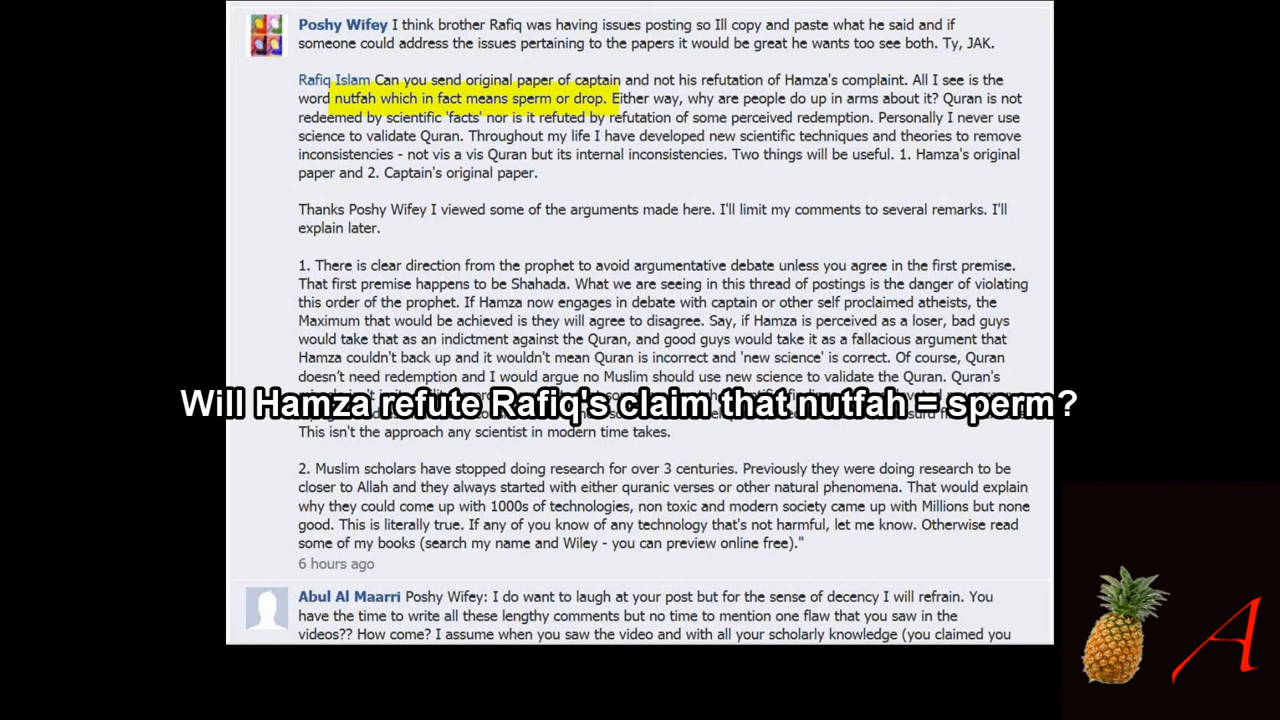 Poshy Wifey I think brother Rafiq was having issues posting so Ill copy and paste what he said and if
someone could address the issues pertaining to the papers it would be great he wants too see both. Ty, JAK.
Rafiq Islam Can you send original paper of captain and not his refutation of Hamza's complaint. All I see is the
word nutfah which in fact means sperm or drop. Either way, why are people do up in arms about it? Quran is not
redeemed by scientific 'facts' nor is it refuted by refutation of some perceived redemption. Personally I never use
science to validate Quran. Throughout my life I have developed new scientific techniques and theories to remove
inconsistencies - not vis a vis Quran but its internal inconsistencies. Two things will be useful. 1. Hamza's original
paper and 2. Captain's original paper.
Thanks Poshy Wifey I viewed some of the arguments made here. I'll limit my comments to several remarks. I'll
explain later.
1. There is clear direction from the prophet to avoid argumentative debate unless you agree in the first premise.
That first premise happens to be Shahada. What we are seeing in this thread of postings is the danger of violating
this order of the prophet. If Hamza now engages in debate with captain or other self proclaimed atheists, the
Maximum that would be achieved is they will agree to disagree. Say, if Hamza is perceived as a loser, bad guys
would take that as an indictment against the Quran, and good guys would take it as a fallacious argument that
Hamza couldn't back up and it wouldn't mean Quran is incorrect and 'new science' is correct. Of course, Quran
doesn't need redemption and I would argue no Muslim should use new science to validate the Quran. Quran's
Will Hamza refute Rafiq's claim that nutfah = sperm?
This isn't the approach any scientist in modern time takes.
2. Muslim scholars have stopped doing research for over 3 centuries. Previously they were doing research to be
closer to Allah and they always started with either quranic verses or other natural phenomena. That would explain
why they could come up with 1000s of technologies, non toxic and modern society came up with Millions but none
good. This is literally true. If any of you know of any technology that's not harmful, let me know. Otherwise read
some of my books (search my name and Wiley - you can preview online free)."
6 hours ago
Abul Al Maarri Poshy Wifey: I do want to laugh at your post but for the sense of decency I will refrain. You
have the time to write all these lengthy comments but no time to mention one flaw that you saw in the
videos?? How come? I assume when you saw the video and with all your scholarly knowledge (you claimed you
A